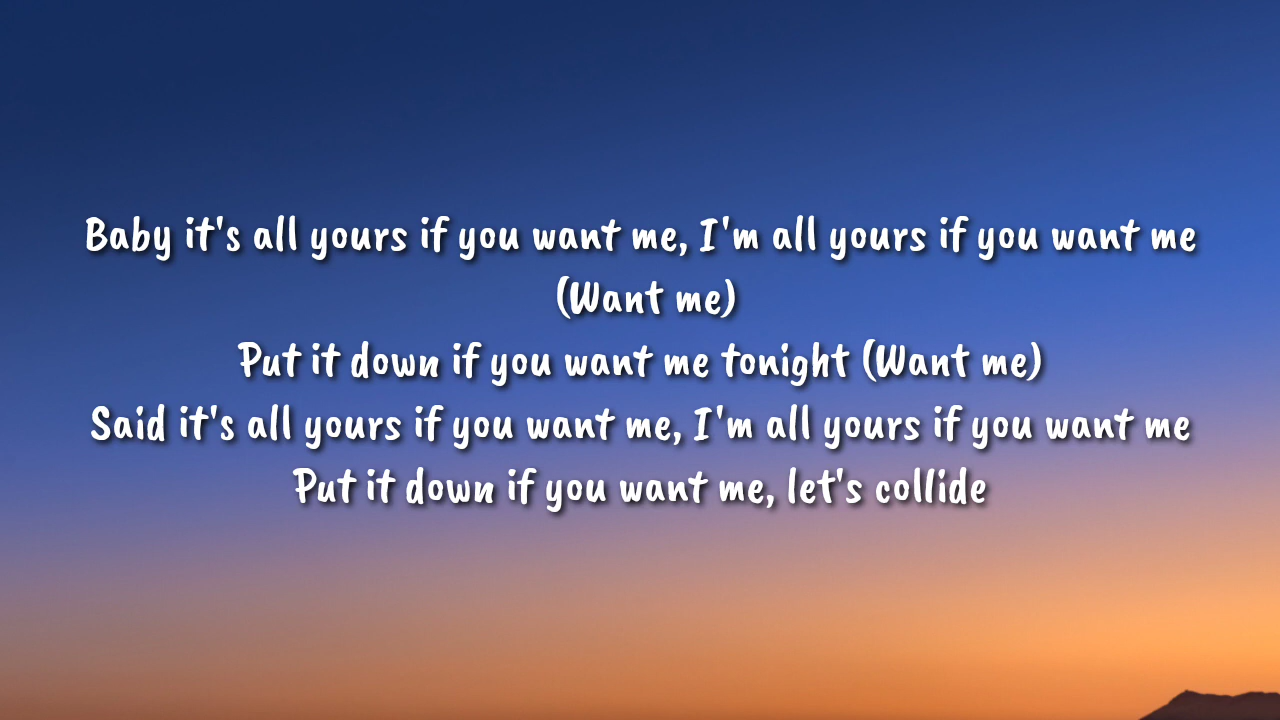 Baby it's all yours if you want me, I'm all yours if you want me
(Want me)
Put it down if you want me tonight (Want me)
Said it's all yours if you want me, I'm all yours if you want me
Put it down if you want me, let's collide